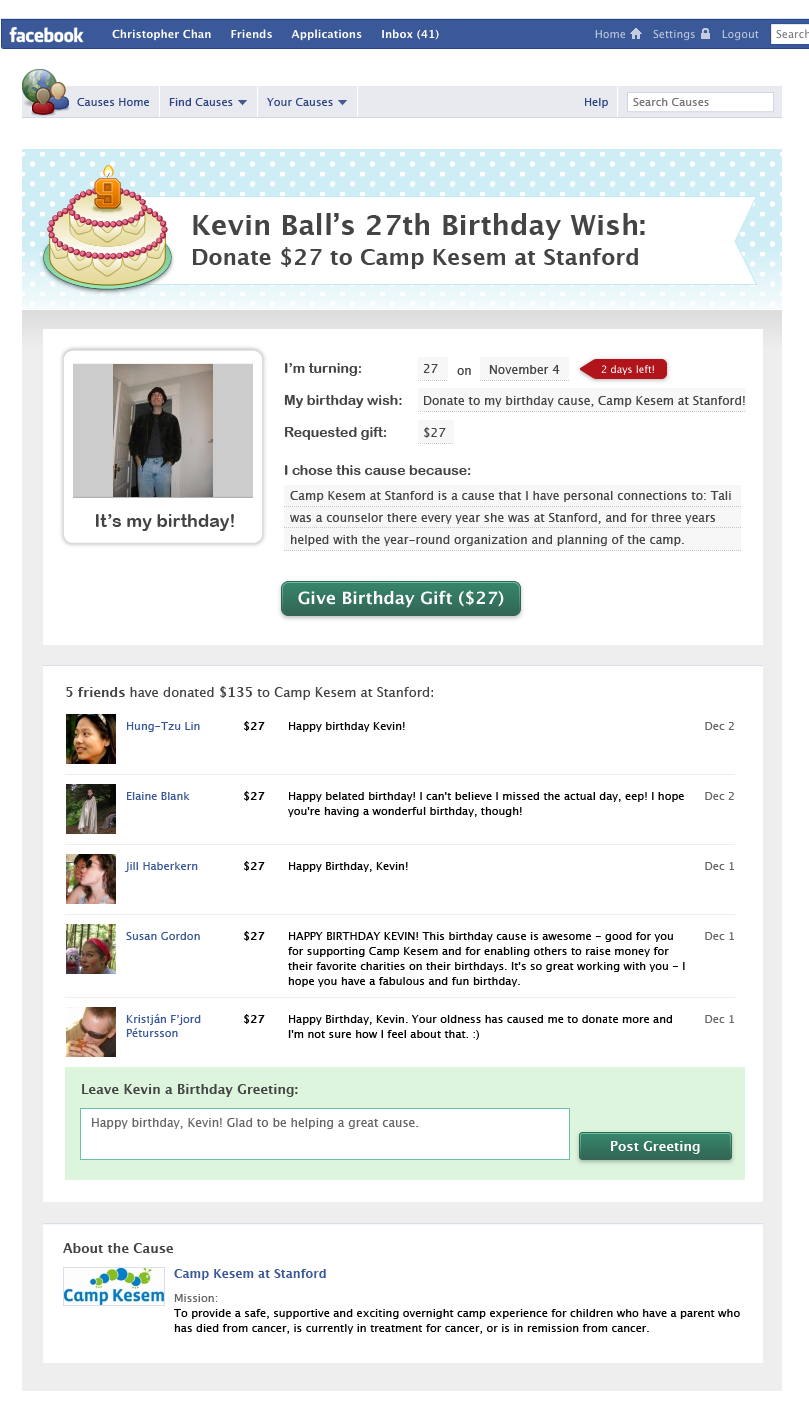 facebook Christopher Chan Friends Applications Inbox (41) Home Settings Logout Search
Causes Home Find Causes Your Causes Help Search Causes
9
Kevin Ball's 27th Birthday Wish:
Donate $27 to Camp Kesem at Stanford
I'm turning: 27 on November 4 2 days left!
My birthday wish: Donate to my birthday cause, Camp Kesem at Stanford!
Requested gift: $27
I chose this cause because:
Camp Kesem at Stanford is a cause that I have personal connections to: Tali
was a counselor there every year she was at Stanford, and for three years
helped with the year-round organization and planning of the camp.
It's my birthday!
Give Birthday Gift ($27)
5 friends have donated $135 to Camp Kesem at Stanford:
Hung-Tzu Lin $27 Happy birthday Kevin! Dec 2
Elaine Blank $27 Happy belated birthday! I can't believe I missed the actual day, eep! I hope Dec 2
you're having a wonderful birthday, though!
Jill Haberkern $27 Happy Birthday, Kevin! Dec 1
Susan Gordon $27 HAPPY BIRTHDAY KEVIN! This birthday cause is awesome - good for you Dec 1
for supporting Camp Kesem and for enabling others to raise money for
their favorite charities on their birthdays. It's so great working with you - I
hope you have a fabulous and fun birthday.
Kristján F'jord $27 Happy Birthday, Kevin. Your oldness has caused me to donate more and Dec 1
Pétursson I'm not sure how I feel about that. :)
Leave Kevin a Birthday Greeting:
Happy birthday, Kevin! Glad to be helping a great cause.
Post Greeting
About the Cause
Camp Kesem
Camp Kesem at Stanford
Mission:
To provide a safe, supportive and exciting overnight camp experience for children who have a parent who
has died from cancer, is currently in treatment for cancer, or is in remission from cancer.